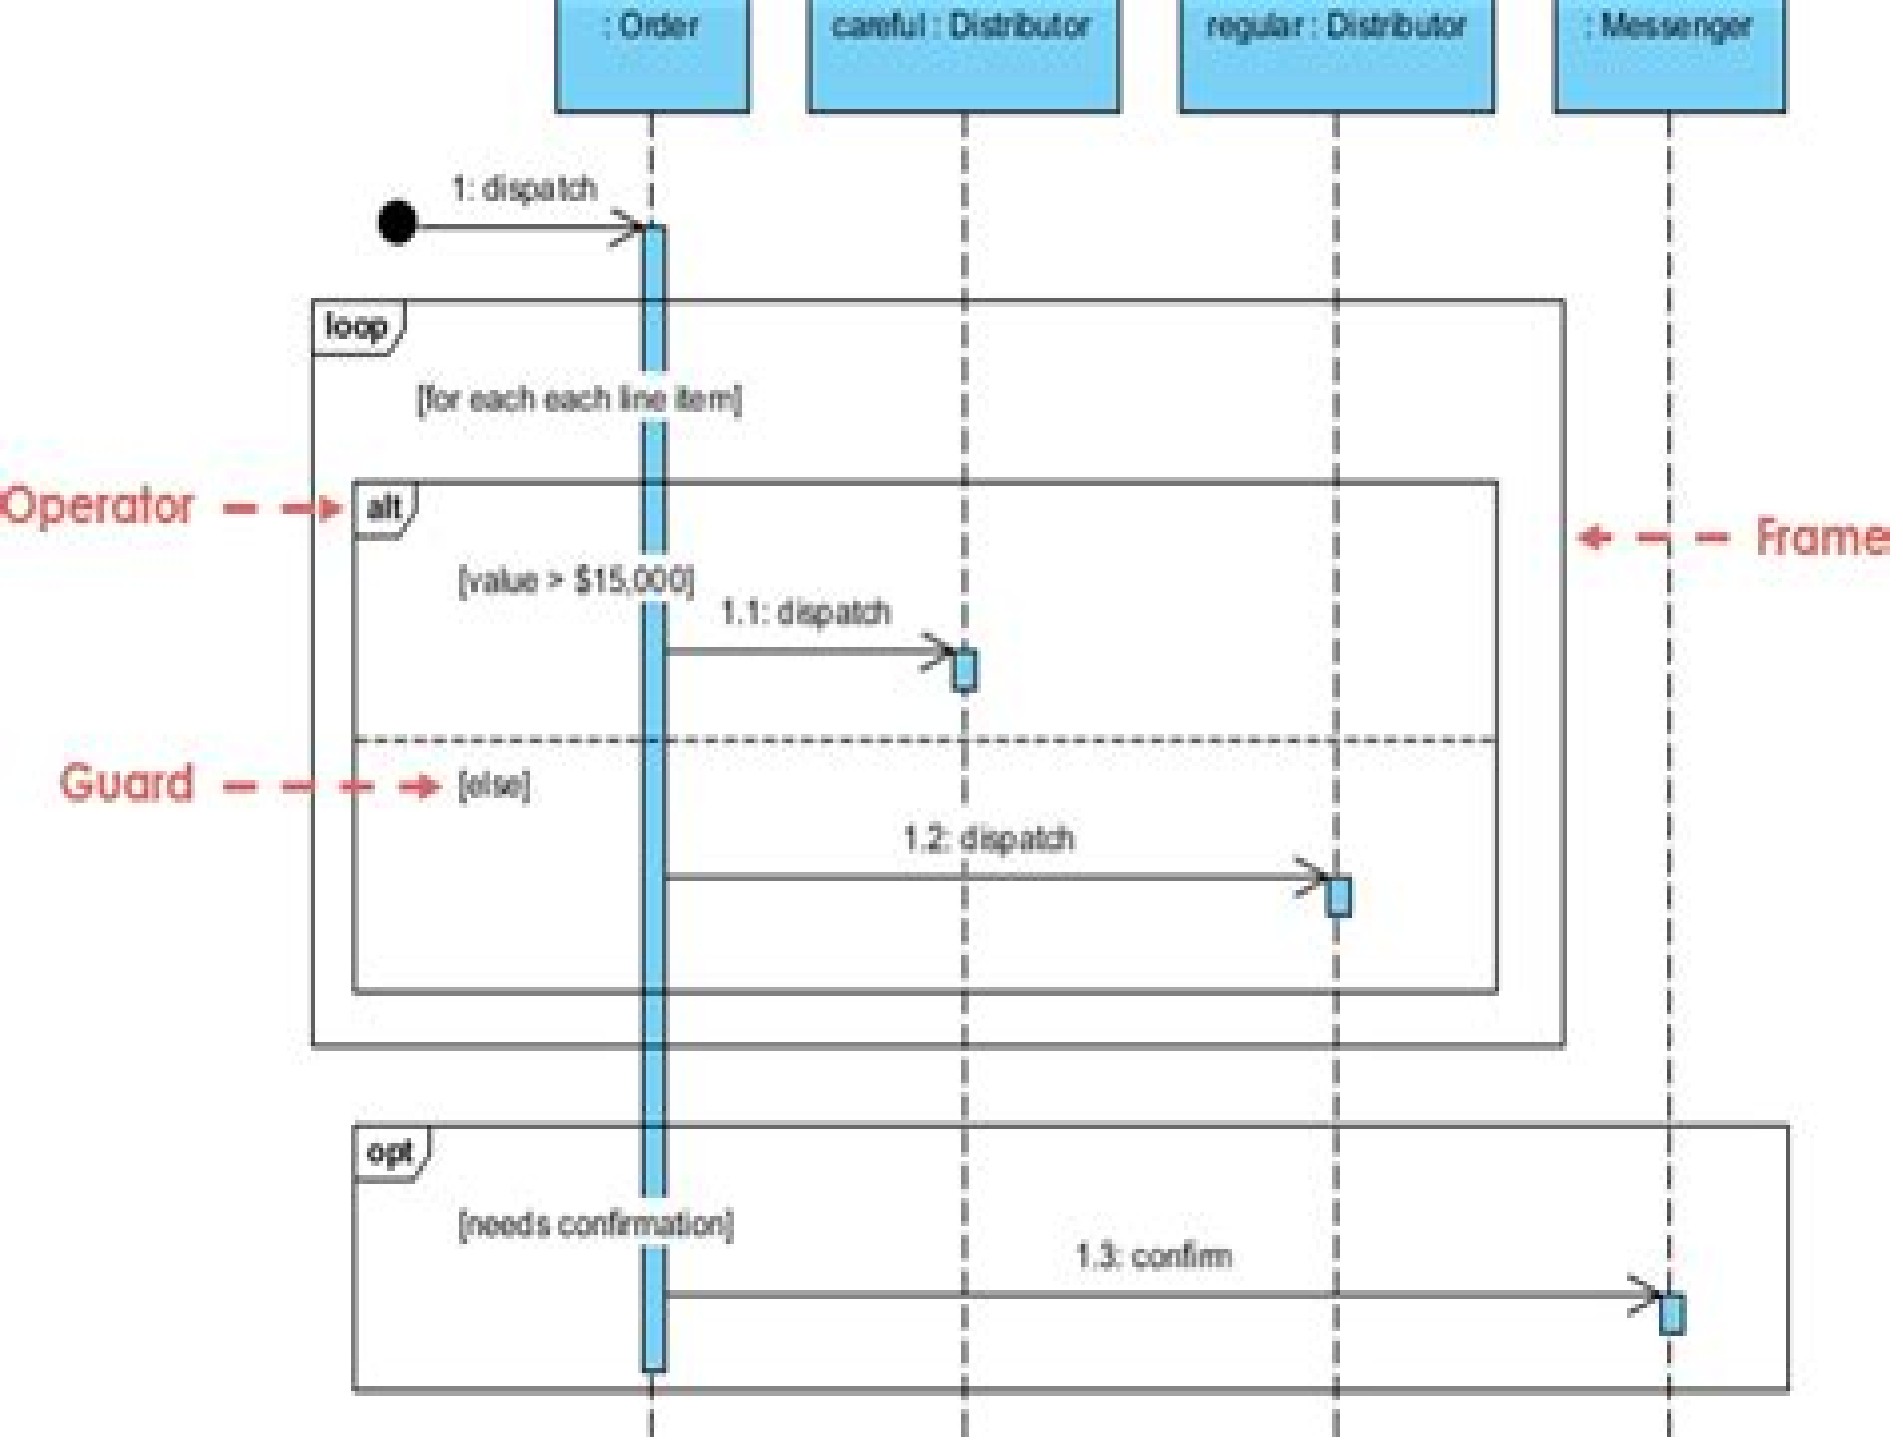 : Order
careful : Distributor
regular : Distributor
: Messenger
1: dispatch
loop
[for each each line item]
Operator
alt
Frame
[value > $15,000]
1.1: dispatch
Guard
[else]
1.2: dispatch
opt
[needs confirmation]
1.3: confirm